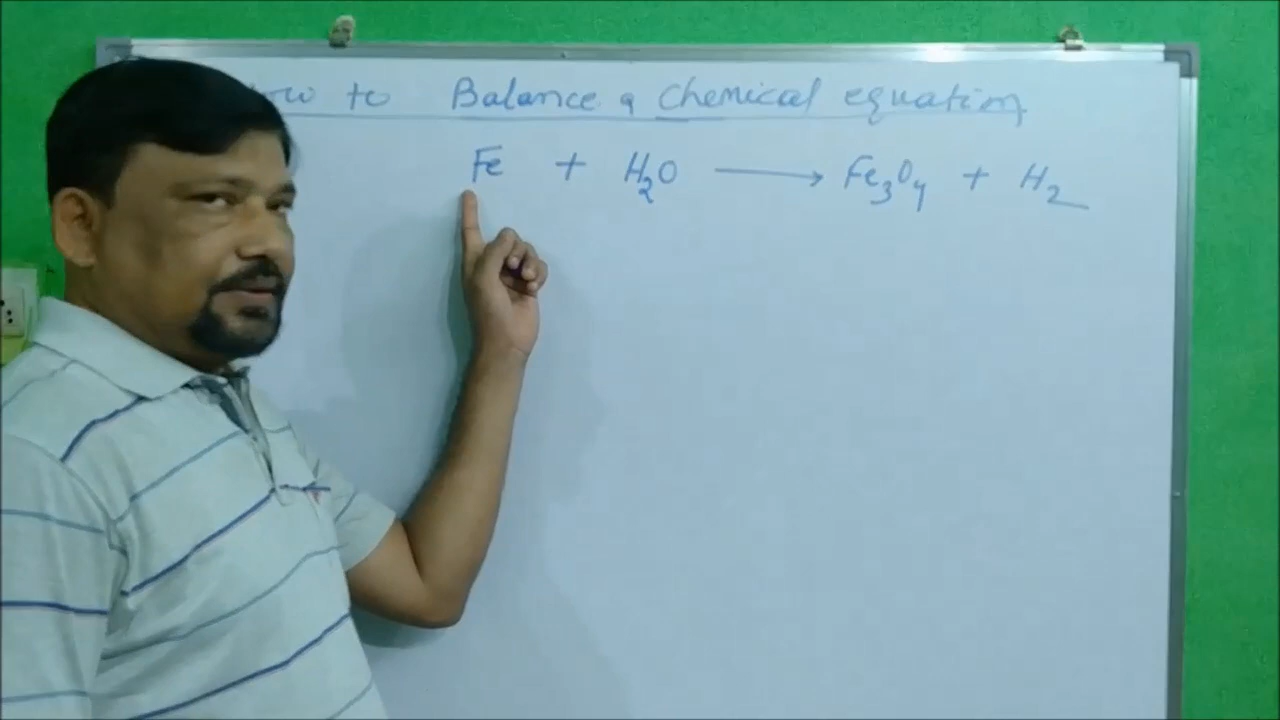 to Balance a Chemical equation
Fe + H₂O ⟶ Fe₃O₄ + H₂